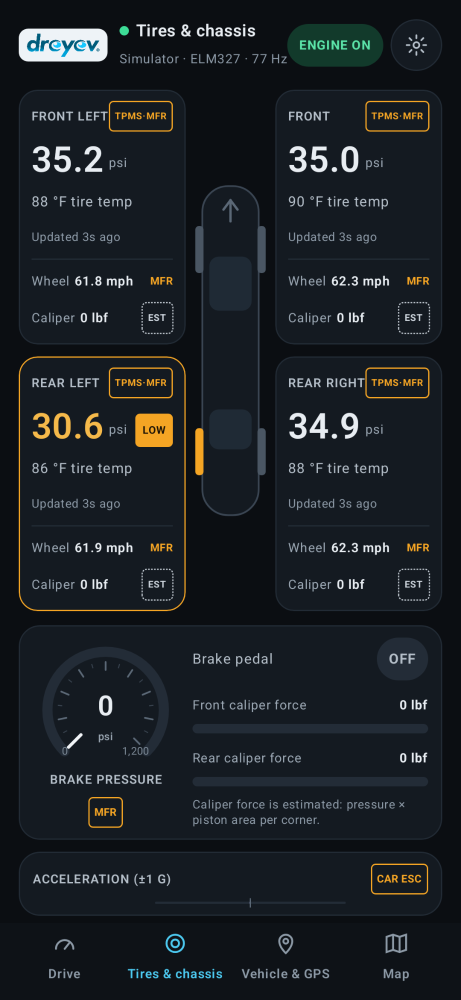 droyov.
Tires & chassis
Simulator · ELM327 · 77 Hz
ENGINE ON
FRONT LEFT
TPMS·MFR
35.2 psi
88 °F tire temp
Updated 3s ago
Wheel 61.8 mph MFR
Caliper 0 lbf EST
FRONT
TPMS·MFR
35.0 psi
90 °F tire temp
Updated 3s ago
Wheel 62.3 mph MFR
Caliper 0 lbf EST
REAR LEFT
TPMS·MFR
30.6 psi LOW
86 °F tire temp
Updated 3s ago
Wheel 61.9 mph MFR
Caliper 0 lbf EST
REAR RIGHT
TPMS·MFR
34.9 psi
88 °F tire temp
Updated 3s ago
Wheel 62.3 mph MFR
Caliper 0 lbf EST
0
psi
0 1,200
BRAKE PRESSURE
MFR
Brake pedal OFF
Front caliper force 0 lbf
Rear caliper force 0 lbf
Caliper force is estimated: pressure ×
piston area per corner.
ACCELERATION (±1 G) CAR ESC
Drive
Tires & chassis
Vehicle & GPS
Map